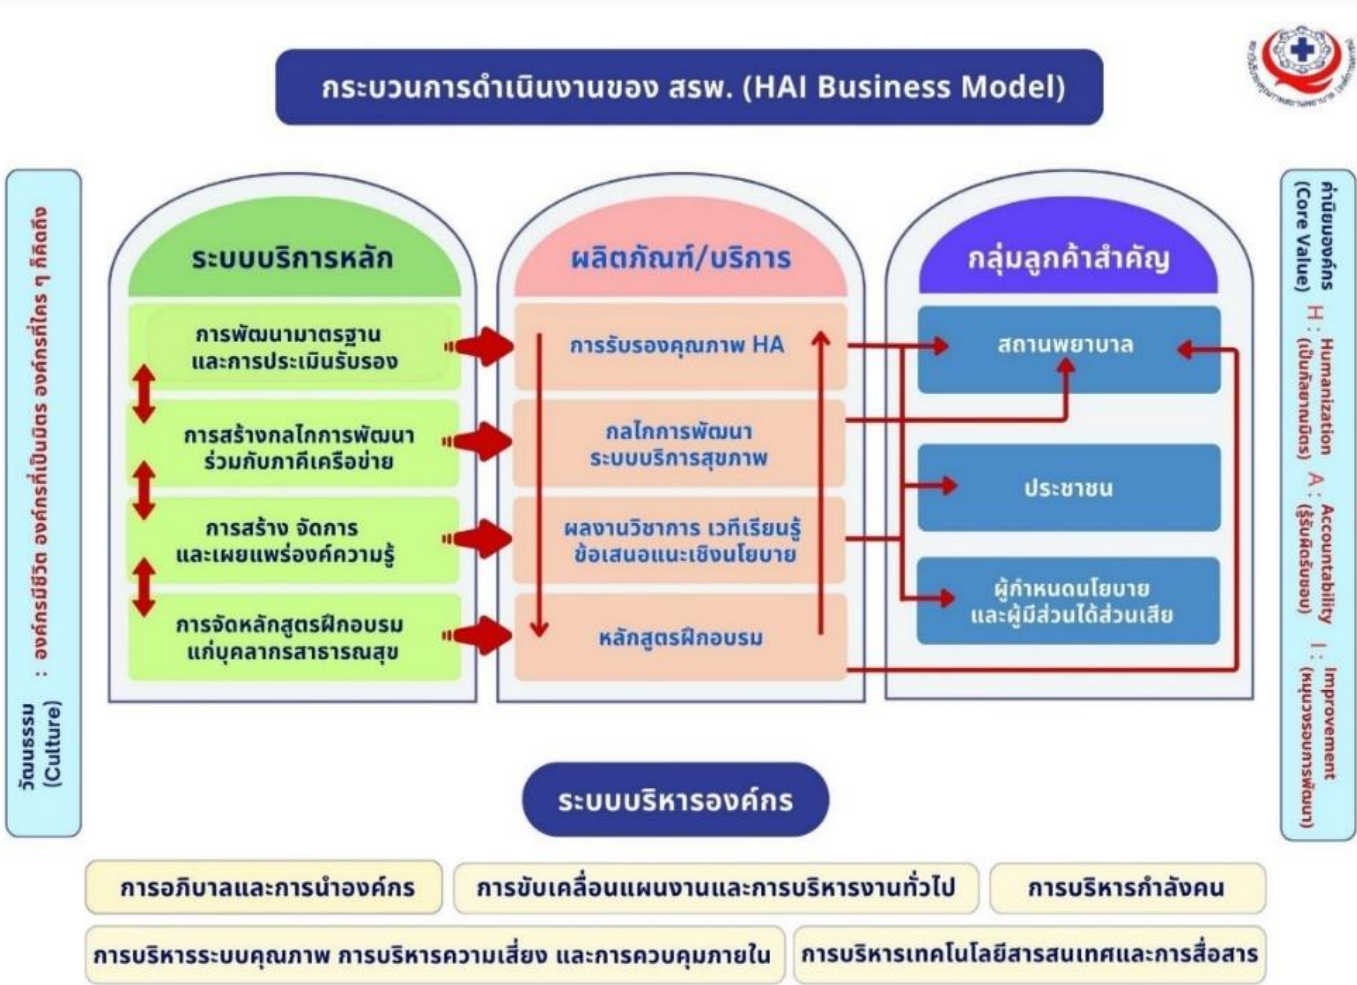 กระบวนการดำเนินงานของ สรพ. (HAI Business Model)
วัฒนธรรม
(Culture)
: องค์กรมีชีวิต องค์กรที่เป็นมิตร องค์กรที่ใคร ๆ ก็คิดถึง
ระบบบริการหลัก
การพัฒนามาตรฐาน
และการประเมินรับรอง
การสร้างกลไกการพัฒนา
ร่วมกับภาคีเครือข่าย
การสร้าง จัดการ
และเผยแพร่องค์ความรู้
การจัดหลักสูตรฝึกอบรม
แก่บุคลากรสาธารณสุข
ผลิตภัณฑ์/บริการ
การรับรองคุณภาพ HA
กลไกการพัฒนา
ระบบบริการสุขภาพ
ผลงานวิชาการ เวทีเรียนรู้
ข้อเสนอแนะเชิงนโยบาย
หลักสูตรฝึกอบรม
กลุ่มลูกค้าสำคัญ
สถานพยาบาล
ประชาชน
ผู้กำหนดนโยบาย
และผู้มีส่วนได้ส่วนเสีย
ค่านิยมองค์กร
(Core Value)
H : Humanization
(เป็นกัลยาณมิตร)
A : Accountability
(รู้รับผิดรับชอบ)
I : Improvement
(หมุนวงรอบการพัฒนา)
ระบบบริหารองค์กร
การอภิบาลและการนำองค์กร
การขับเคลื่อนแผนงานและการบริหารงานทั่วไป
การบริหารกำลังคน
การบริหารระบบคุณภาพ การบริหารความเสี่ยง และการควบคุมภายใน
การบริหารเทคโนโลยีสารสนเทศและการสื่อสาร